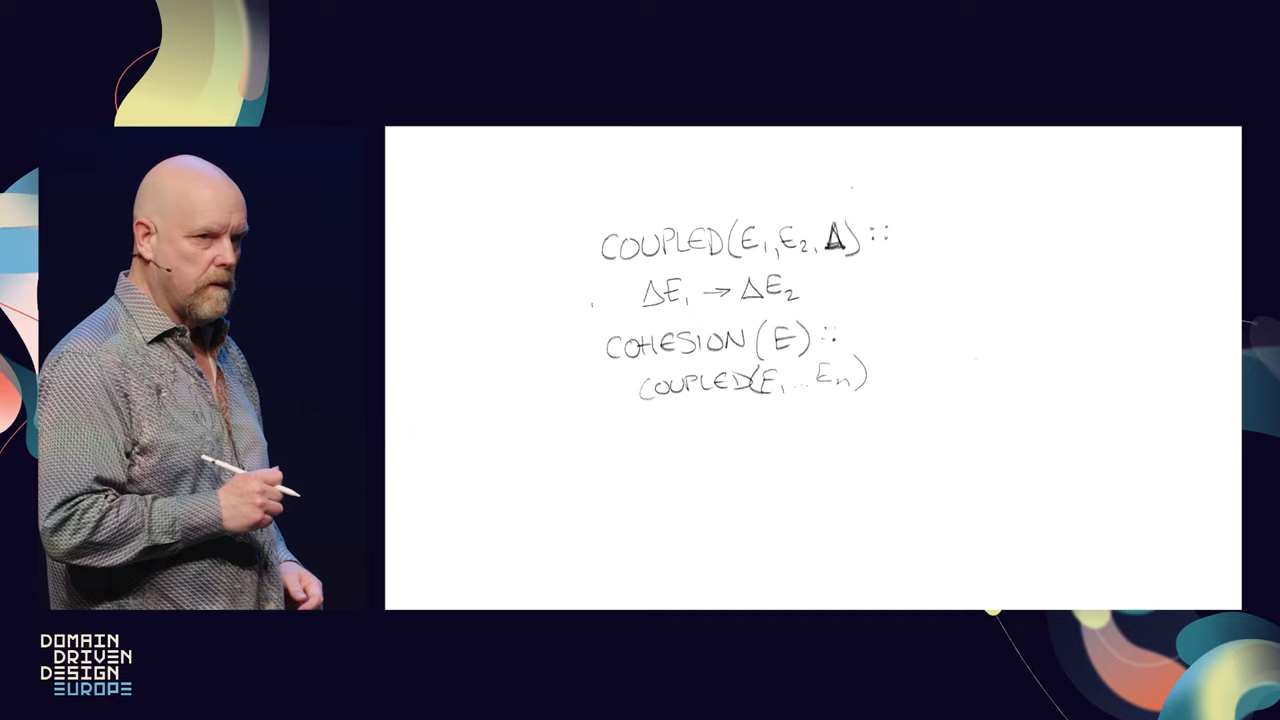 COUPLED(E₁,E₂,Δ)::
ΔE₁→ΔE₂
COHESION(E)::
COUPLED(E₁...Eₙ)
DOMAIN
DRIVEN
DESIGN
EUROPE